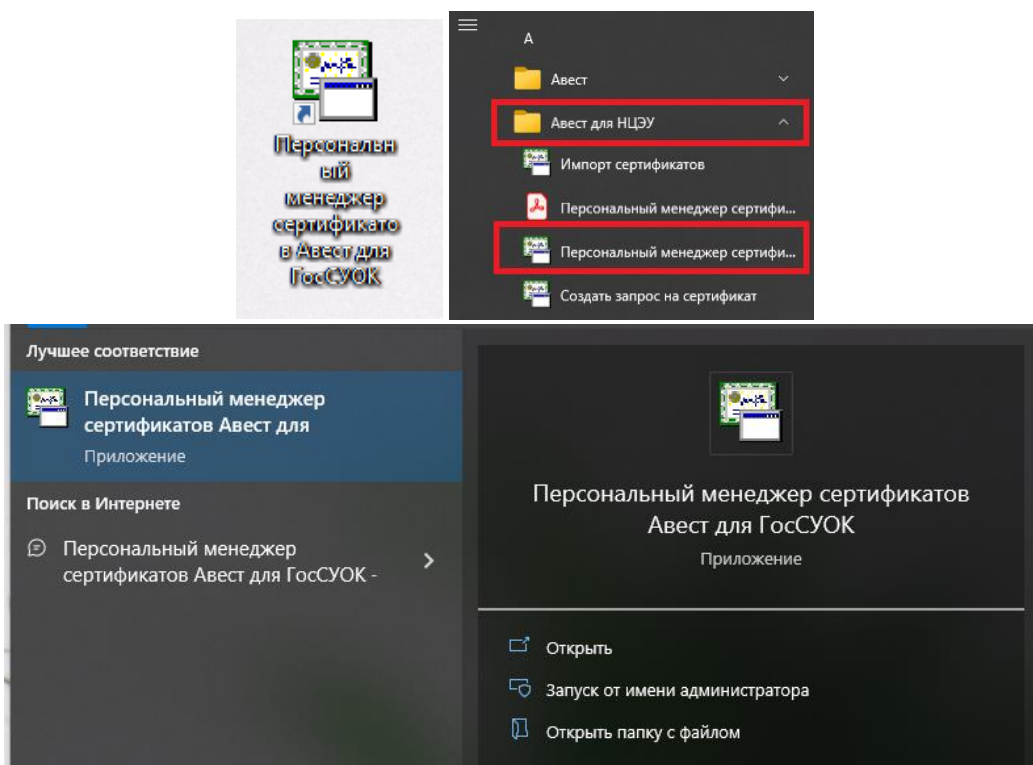 Персональн
ый
менеджер
сертификато
в Авест для
ГосСУОК
А
Авест
Авест для НЦЭУ
Импорт сертификатов
Персональный менеджер сертифи...
Персональный менеджер сертифи...
Создать запрос на сертификат
Лучшее соответствие
Персональный менеджер
сертификатов Авест для
Приложение
Поиск в Интернете
Персональный менеджер
сертификатов Авест для ГосСУОК -
Персональный менеджер сертификатов
Авест для ГосСУОК
Приложение
Открыть
Запуск от имени администратора
Открыть папку с файлом